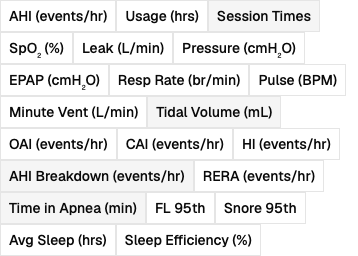 AHI (events/hr) Usage (hrs) Session Times
SpO₂ (%) Leak (L/min) Pressure (cmH₂O)
EPAP (cmH₂O) Resp Rate (br/min) Pulse (BPM)
Minute Vent (L/min) Tidal Volume (mL)
OAI (events/hr) CAI (events/hr) HI (events/hr)
AHI Breakdown (events/hr) RERA (events/hr)
Time in Apnea (min) FL 95th Snore 95th
Avg Sleep (hrs) Sleep Efficiency (%)